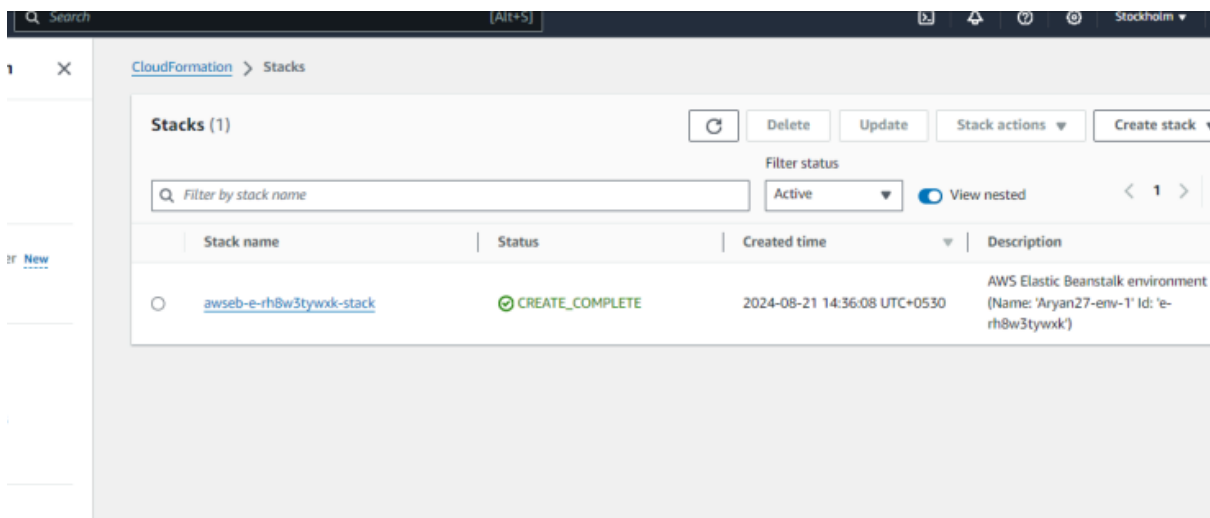 Search [Alt+S] Stockholm
n
CloudFormation > Stacks
Stacks (1) Delete Update Stack actions Create stack
Filter status
Filter by stack name Active View nested < 1 >
Stack name Status Created time Description
er New
awseb-e-rh8w3tywxk-stack CREATE_COMPLETE 2024-08-21 14:36:08 UTC+0530 AWS Elastic Beanstalk environment
(Name: 'Aryan27-env-1' Id: 'e-
rh8w3tywxk')